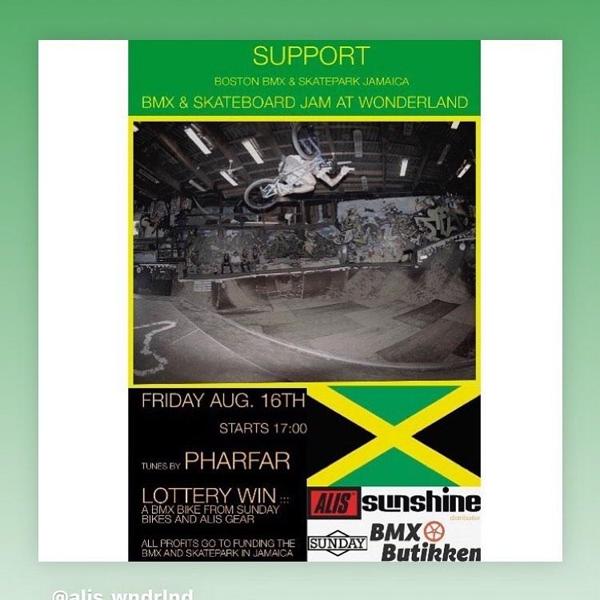 SUPPORT
BOSTON BMX & SKATEPARK JAMAICA
BMX & SKATEBOARD JAM AT WONDERLAND
FRIDAY AUG. 16TH
STARTS 17:00
TUNES BY PHARFAR
LOTTERY WIN :::
A BMX BIKE FROM SUNDAY
BIKES AND ALIS GEAR
ALL PROFITS GO TO FUNDING THE
BMX AND SKATEPARK IN JAMAICA
ALIS sunshine
distribution
SUNDAY
BMX
Butikken
@alis_wndrlnd